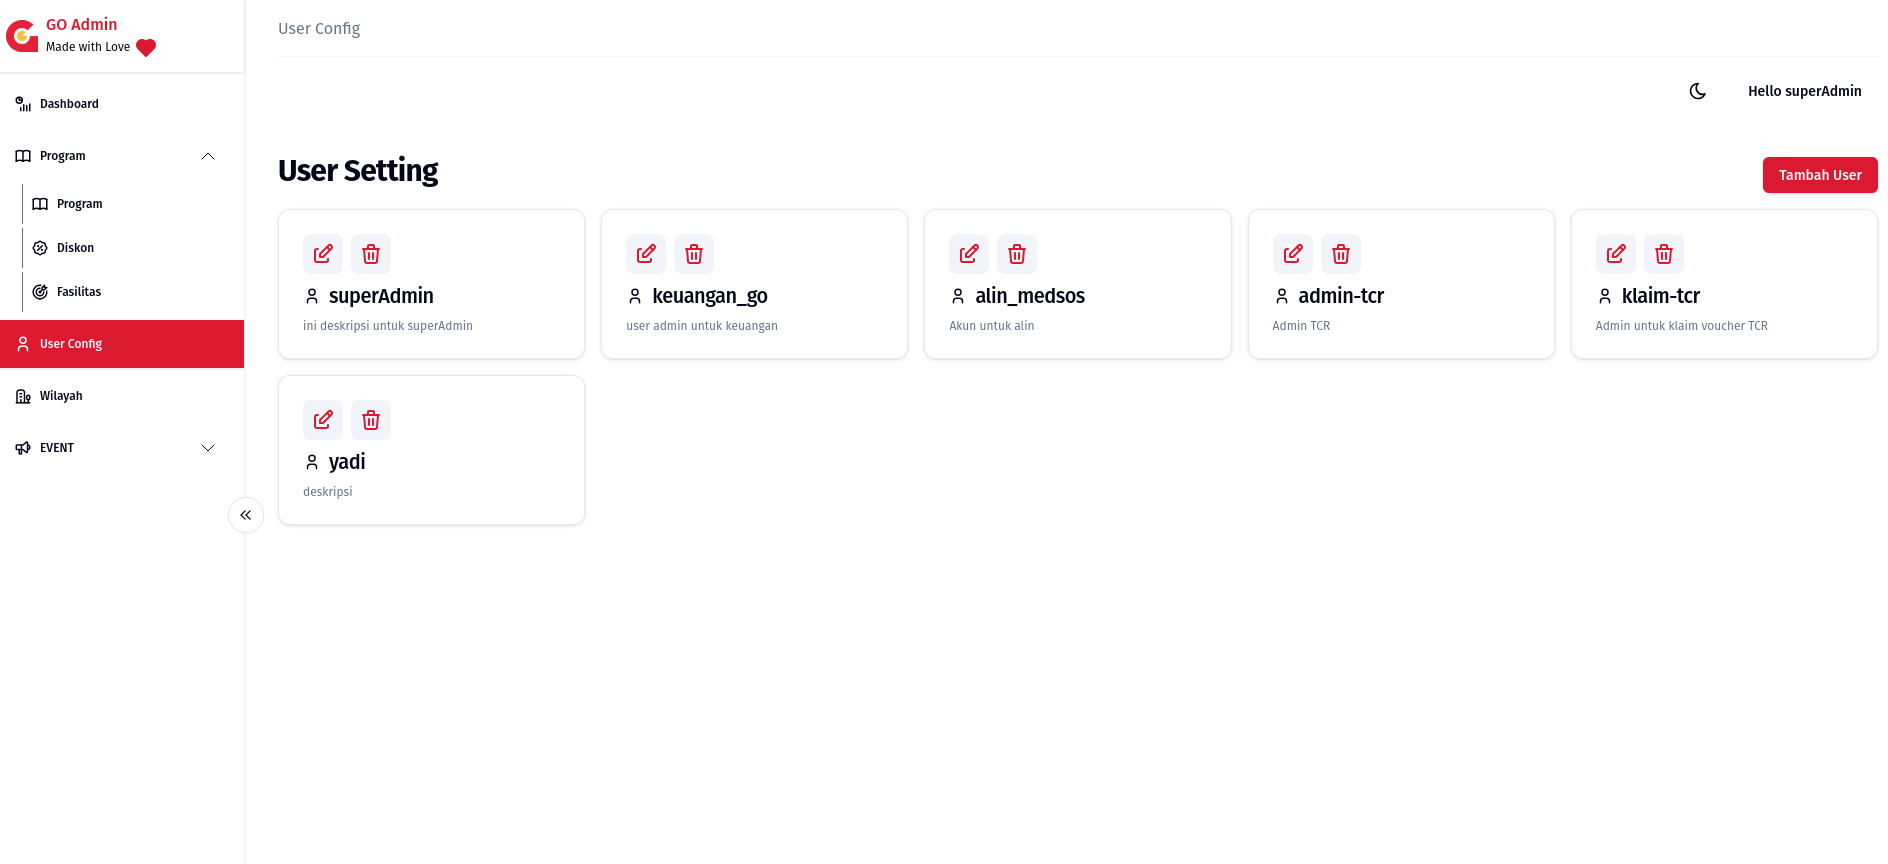 GO Admin
Made with Love
Dashboard
Program
Program
Diskon
Fasilitas
User Config
Wilayah
EVENT
User Config
Hello superAdmin
User Setting
Tambah User
superAdmin
ini deskripsi untuk superAdmin
keuangan_go
user admin untuk keuangan
alin_medsos
Akun untuk alin
admin-tcr
Admin TCR
klaim-tcr
Admin untuk klaim voucher TCR
yadi
deskripsi